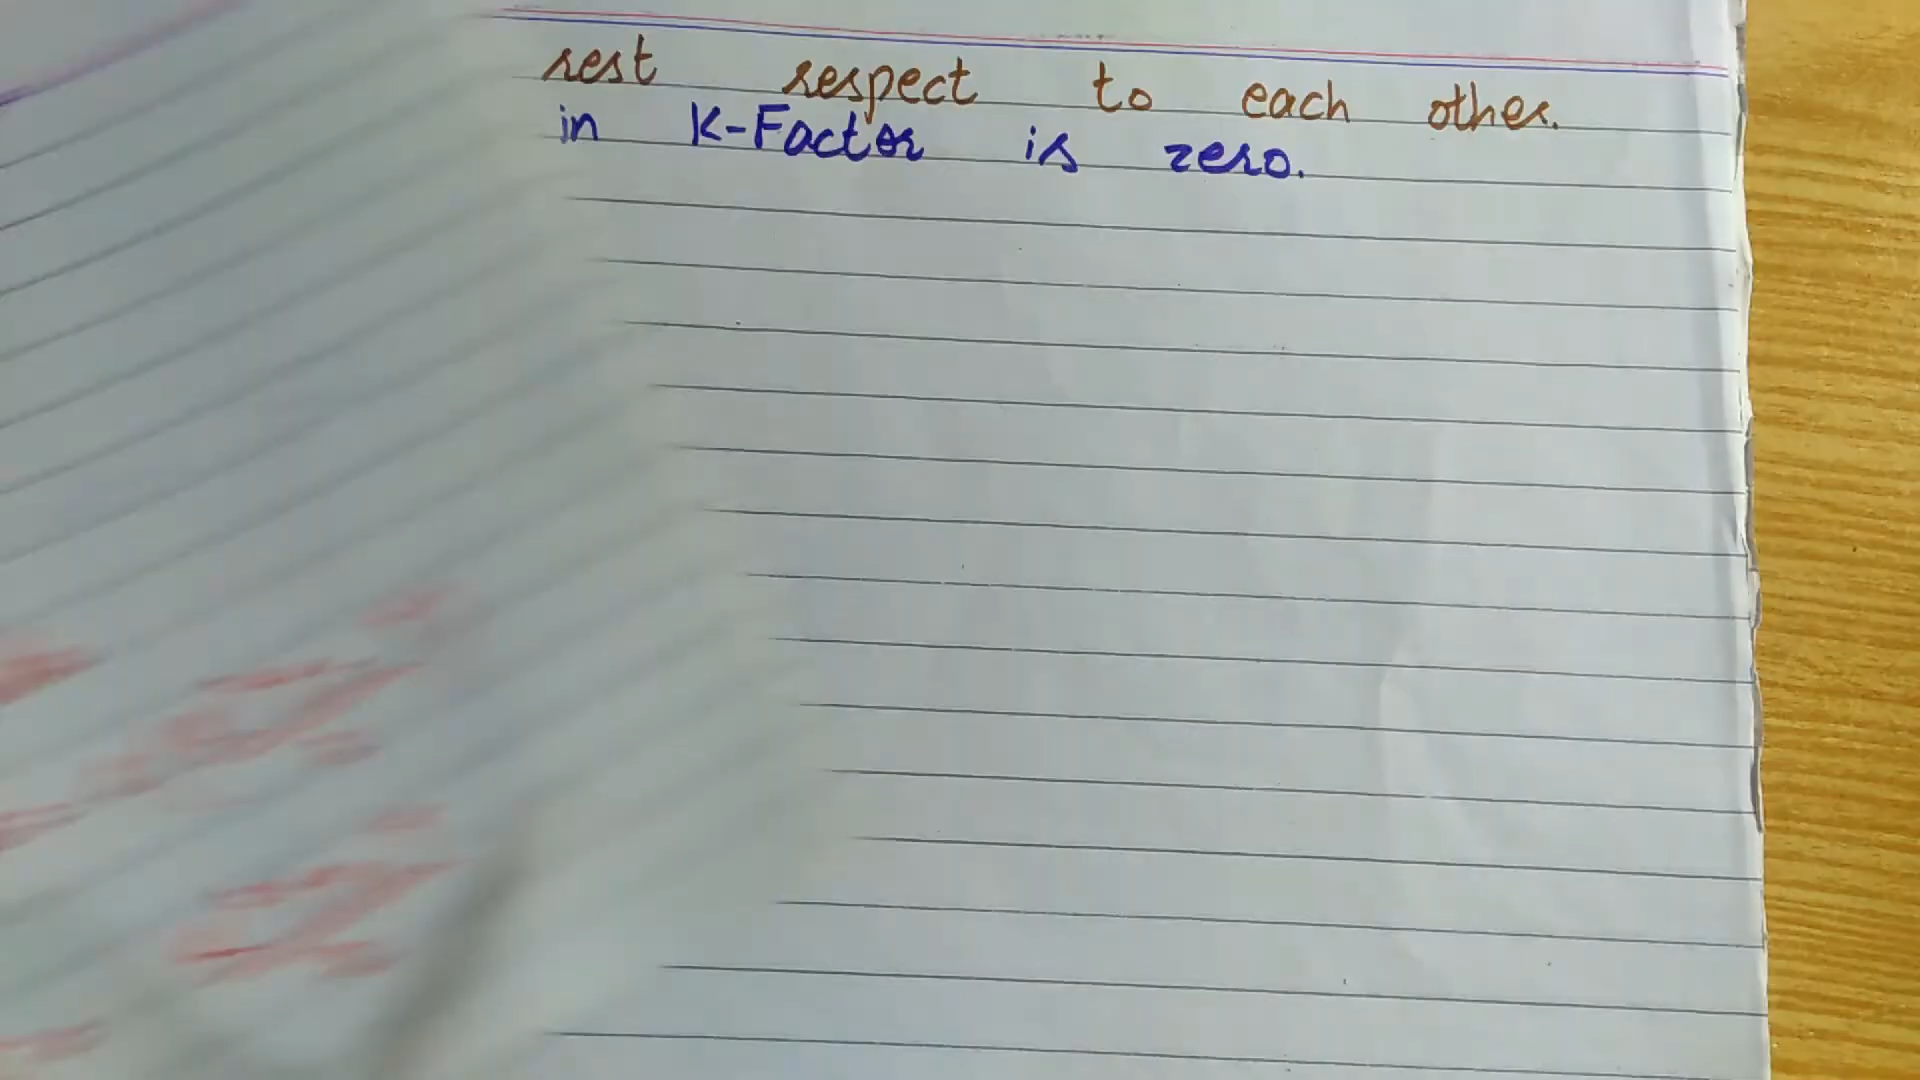 rest respect to each other.
in K-Factor is zero.